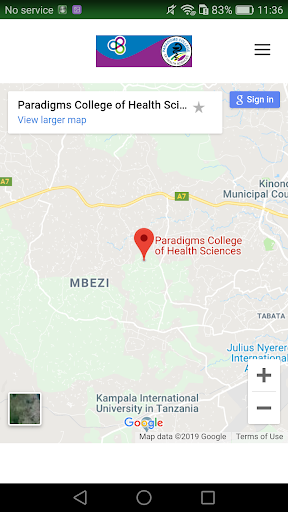 No service
83%
11:36
Paradigms College of Health Sci...
View larger map
Sign in
A7
A7
Kinono
Municipal Cou
Paradigms College
of Health Sciences
MBEZI
TABATA
Julius Nyerere
International
A
Kampala International
University in Tanzania
+
−
Google
Map data ©2019 Google
Terms of Use